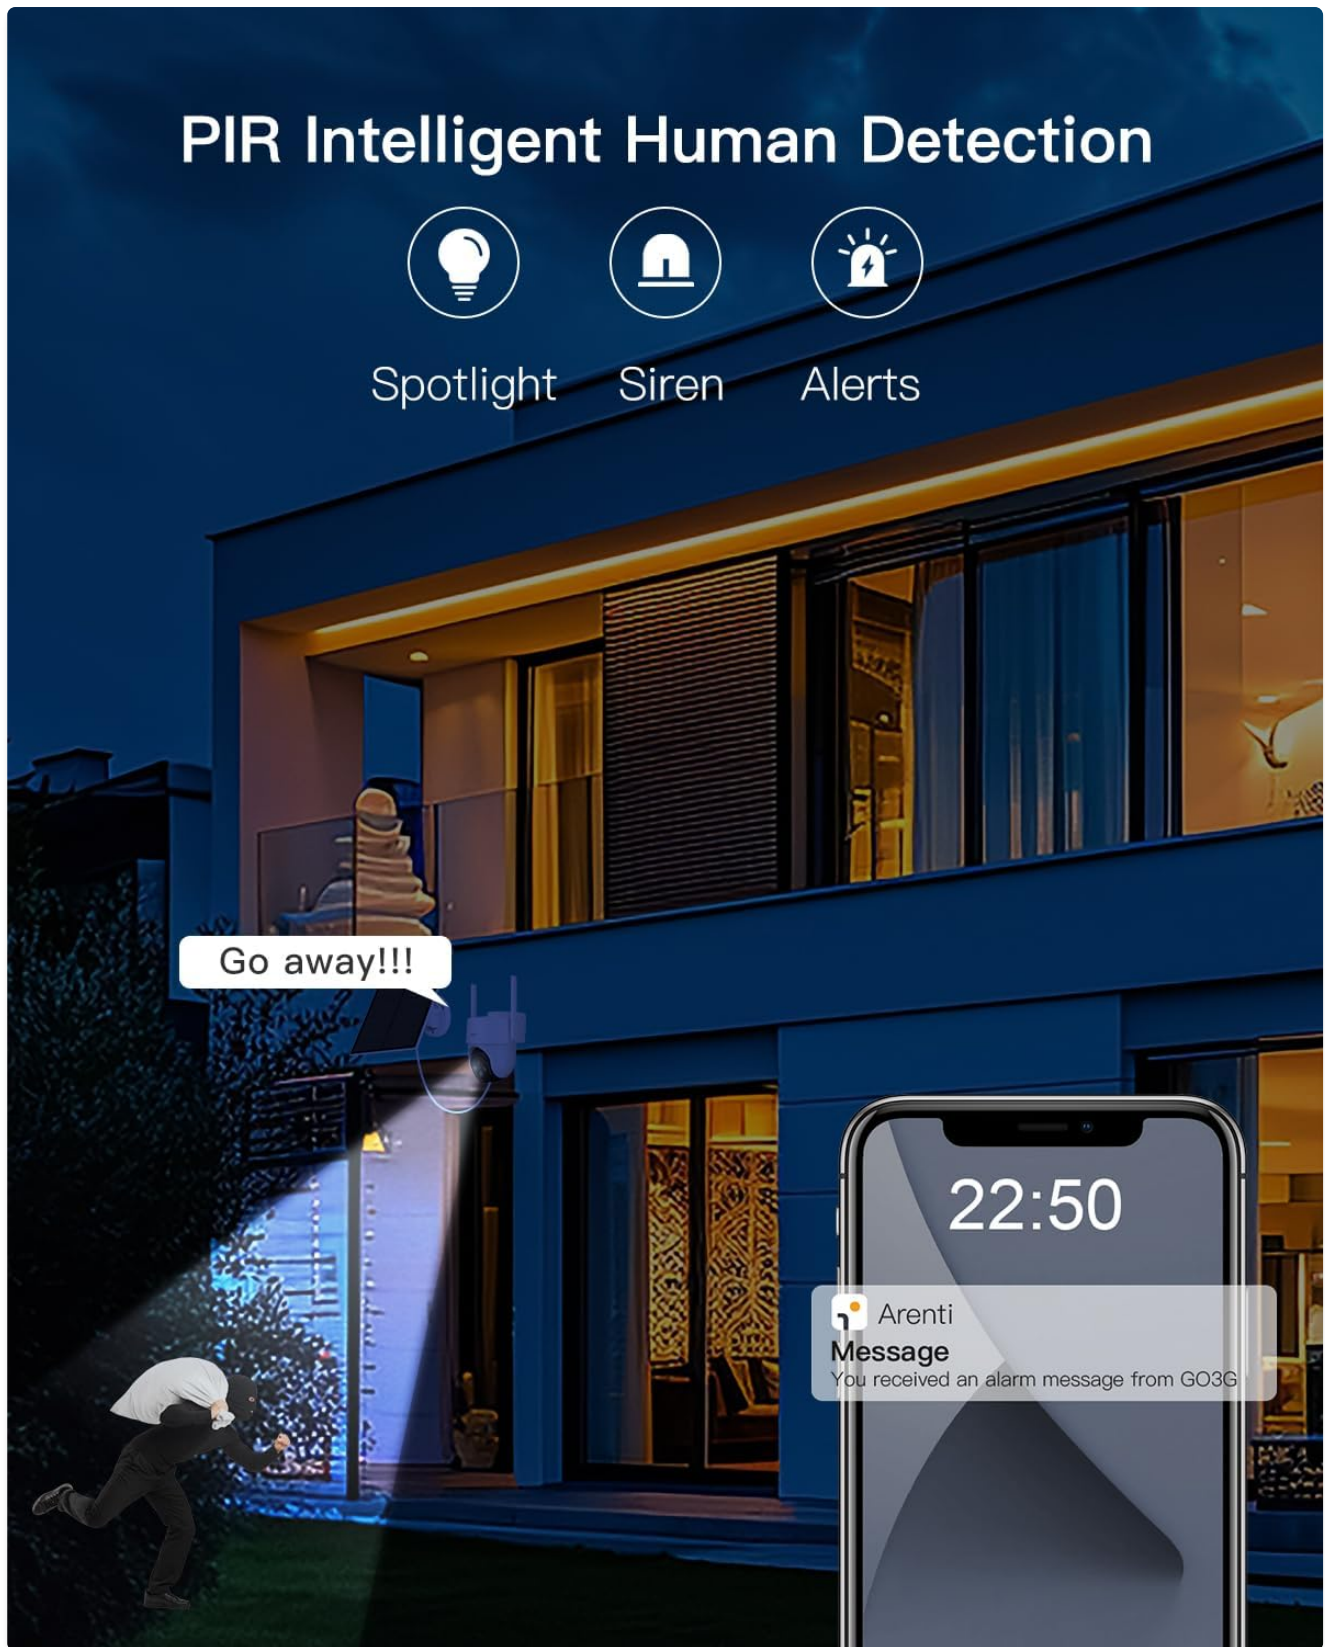 PIR Intelligent Human Detection
Spotlight Siren Alerts
Go away!!!
22:50
Arenti
Message
You received an alarm message from GO3G